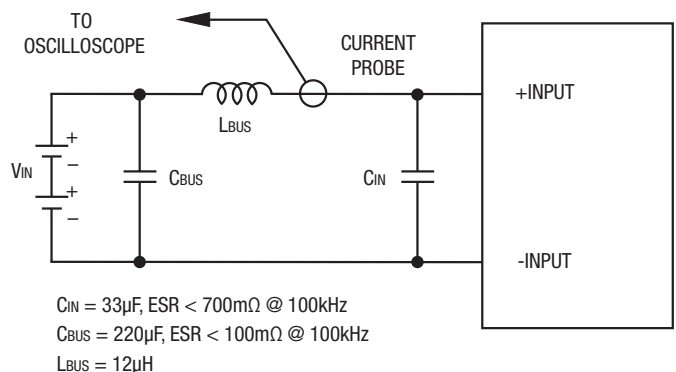 TO
OSCILLOSCOPE
CURRENT
PROBE
+INPUT
LBUS
+
VIN
−
+
−
CBUS
CIN
-INPUT
CIN = 33µF, ESR < 700mΩ @ 100kHz
CBUS = 220µF, ESR < 100mΩ @ 100kHz
LBUS = 12µH